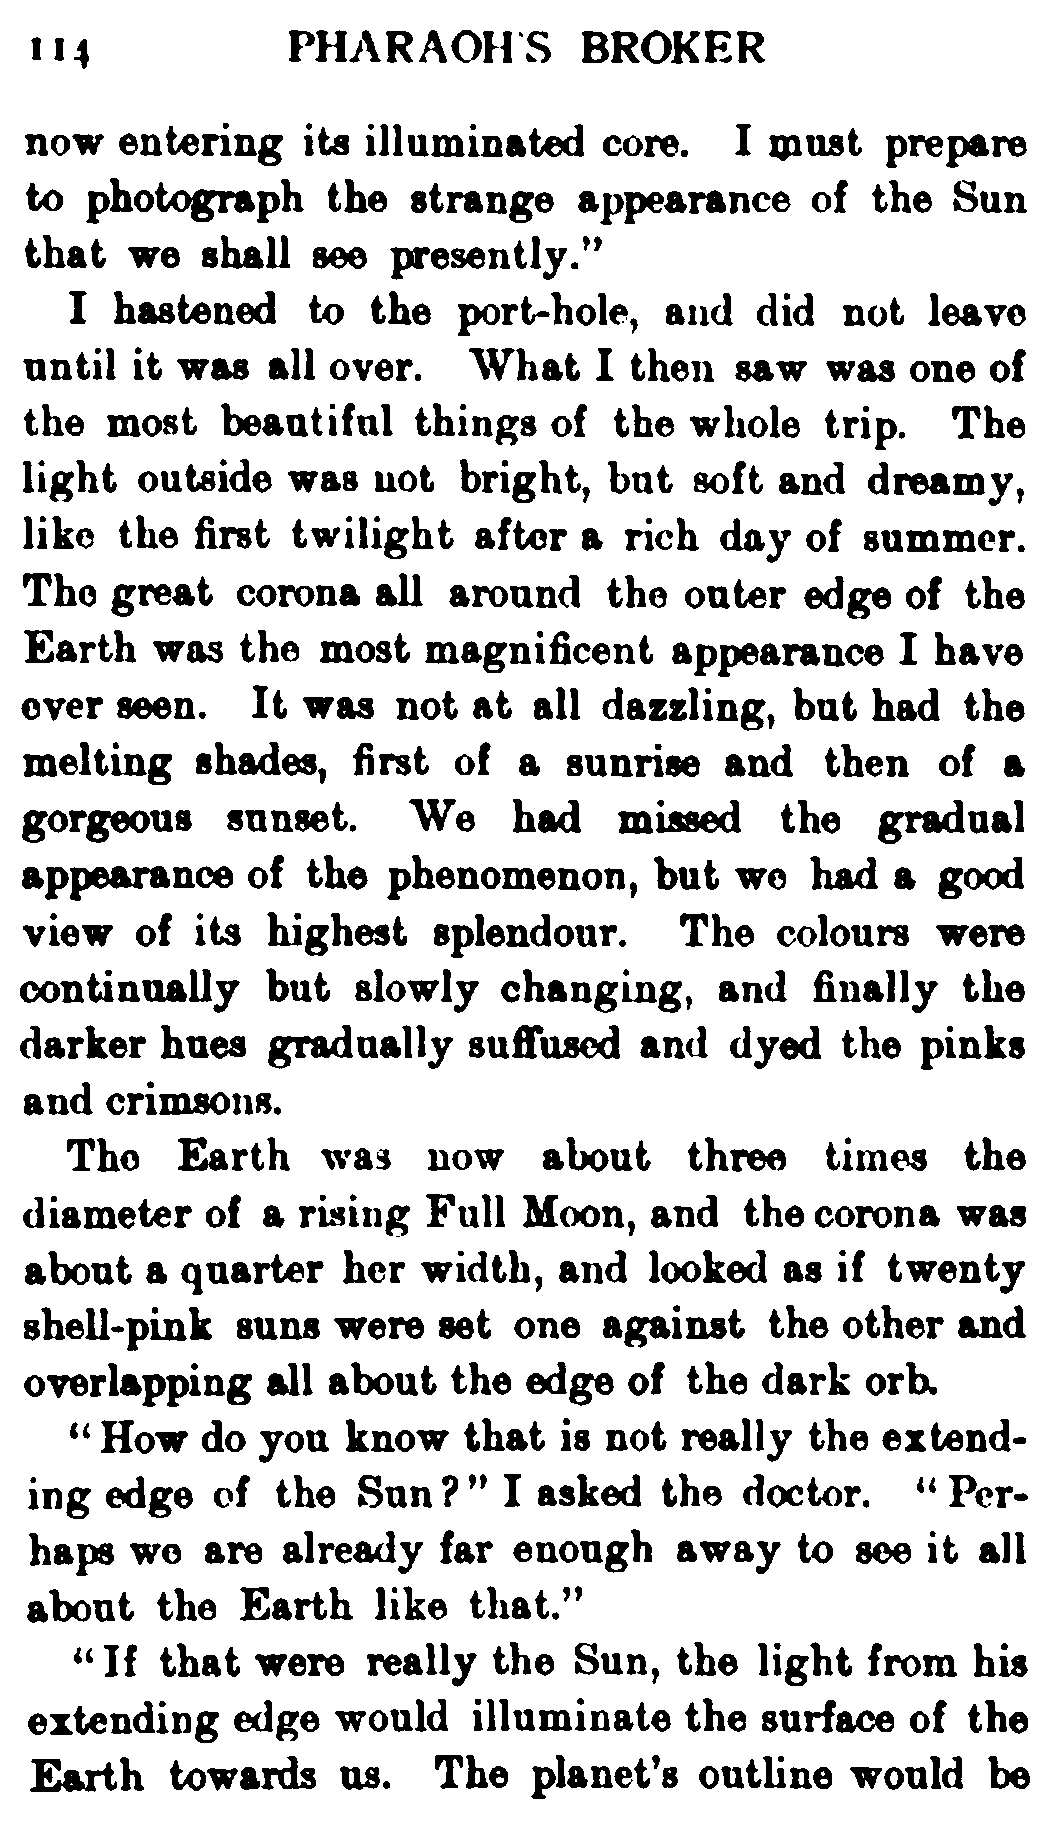 114 PHARAOH'S BROKER
now entering its illuminated core. I must prepare
to photograph the strange appearance of the Sun
that we shall see presently."
I hastened to the port-hole, and did not leave
until it was all over. What I then saw was one of
the most beautiful things of the whole trip. The
light outside was not bright, but soft and dreamy,
like the first twilight after a rich day of summer.
The great corona all around the outer edge of the
Earth was the most magnificent appearance I have
ever seen. It was not at all dazzling, but had the
melting shades, first of a sunrise and then of a
gorgeous sunset. We had missed the gradual
appearance of the phenomenon, but we had a good
view of its highest splendour. The colours were
continually but slowly changing, and finally the
darker hues gradually suffused and dyed the pinks
and crimsons.
The Earth was now about three times the
diameter of a rising Full Moon, and the corona was
about a quarter her width, and looked as if twenty
shell-pink suns were set one against the other and
overlapping all about the edge of the dark orb.
"How do you know that is not really the extend-
ing edge of the Sun?" I asked the doctor. "Per-
haps we are already far enough away to see it all
about the Earth like that."
"If that were really the Sun, the light from his
extending edge would illuminate the surface of the
Earth towards us. The planet's outline would be